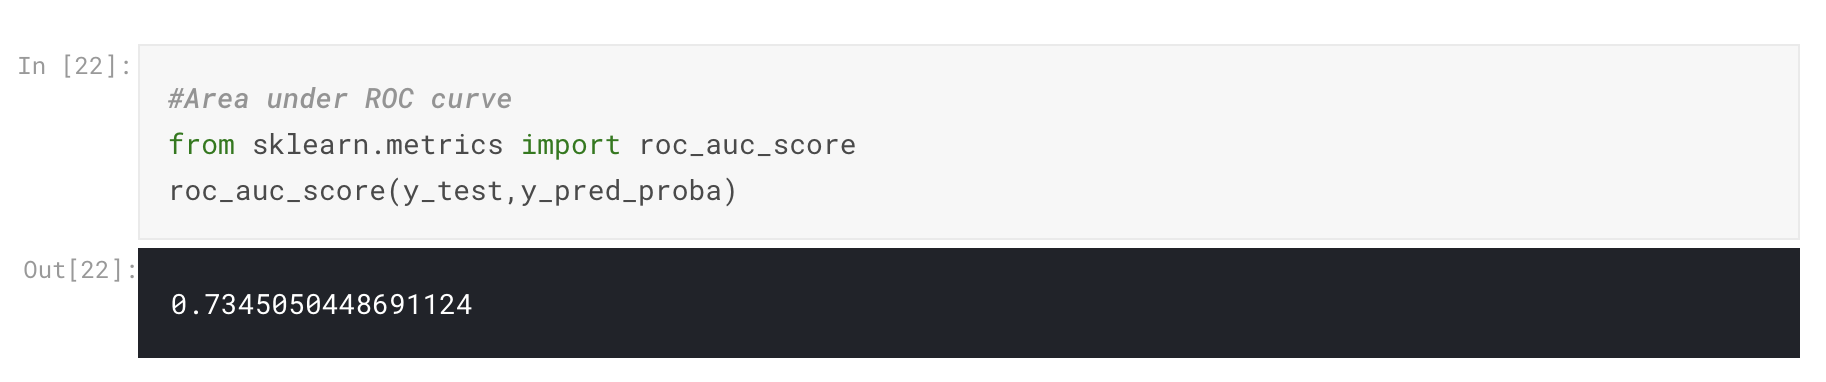 In [22]:
#Area under ROC curve
from sklearn.metrics import roc_auc_score
roc_auc_score(y_test,y_pred_proba)
Out[22]:
0.7345050448691124